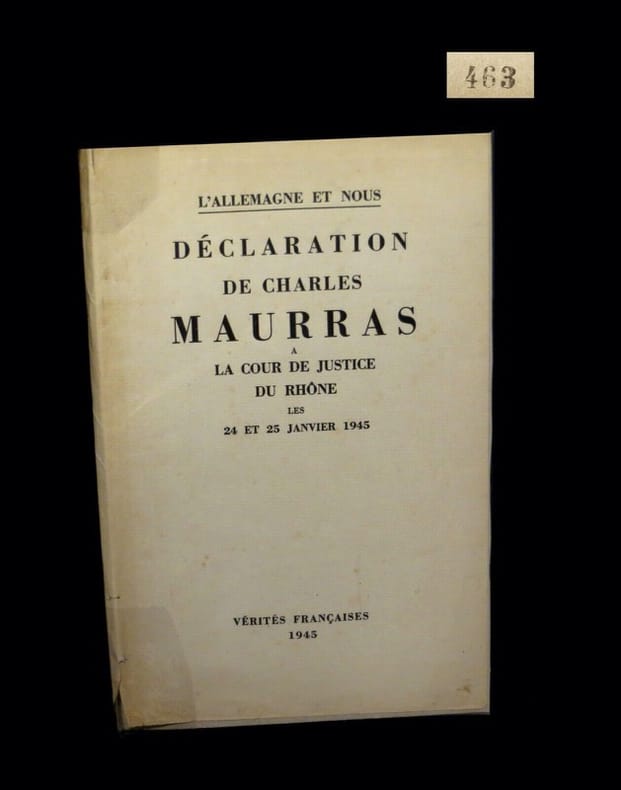 463
L'ALLEMAGNE ET NOUS
DÉCLARATION
DE CHARLES
MAURRAS
A
LA COUR DE JUSTICE
DU RHÔNE
LES
24 ET 25 JANVIER 1945
VÉRITÉS FRANÇAISES
1945